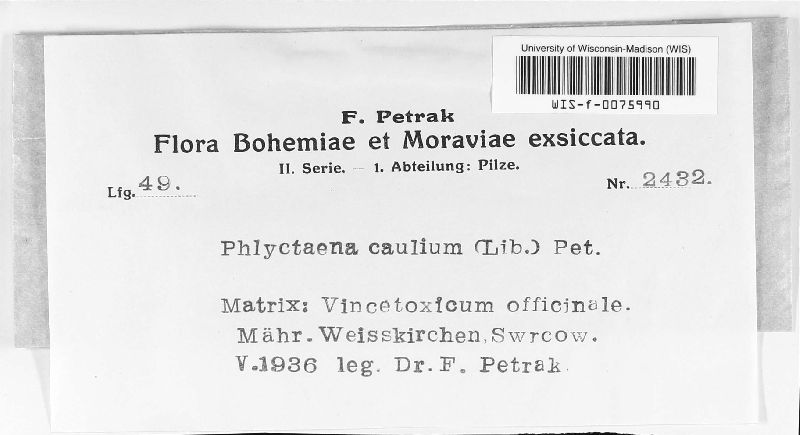 University of Wisconsin-Madison (WIS)
WIS-f-0075990
F. Petrak
Flora Bohemiae et Moraviae exsiccata.
II. Serie. — 1. Abteilung: Pilze.
Lfg. 49.
Nr. 2432.
Phlyctaena caulium (Lib.) Pet.
Matrix: Vincetoxicum officinale.
Mähr.Weisskirchen,Swrcow.
V.1936 leg. Dr.F. Petrak.